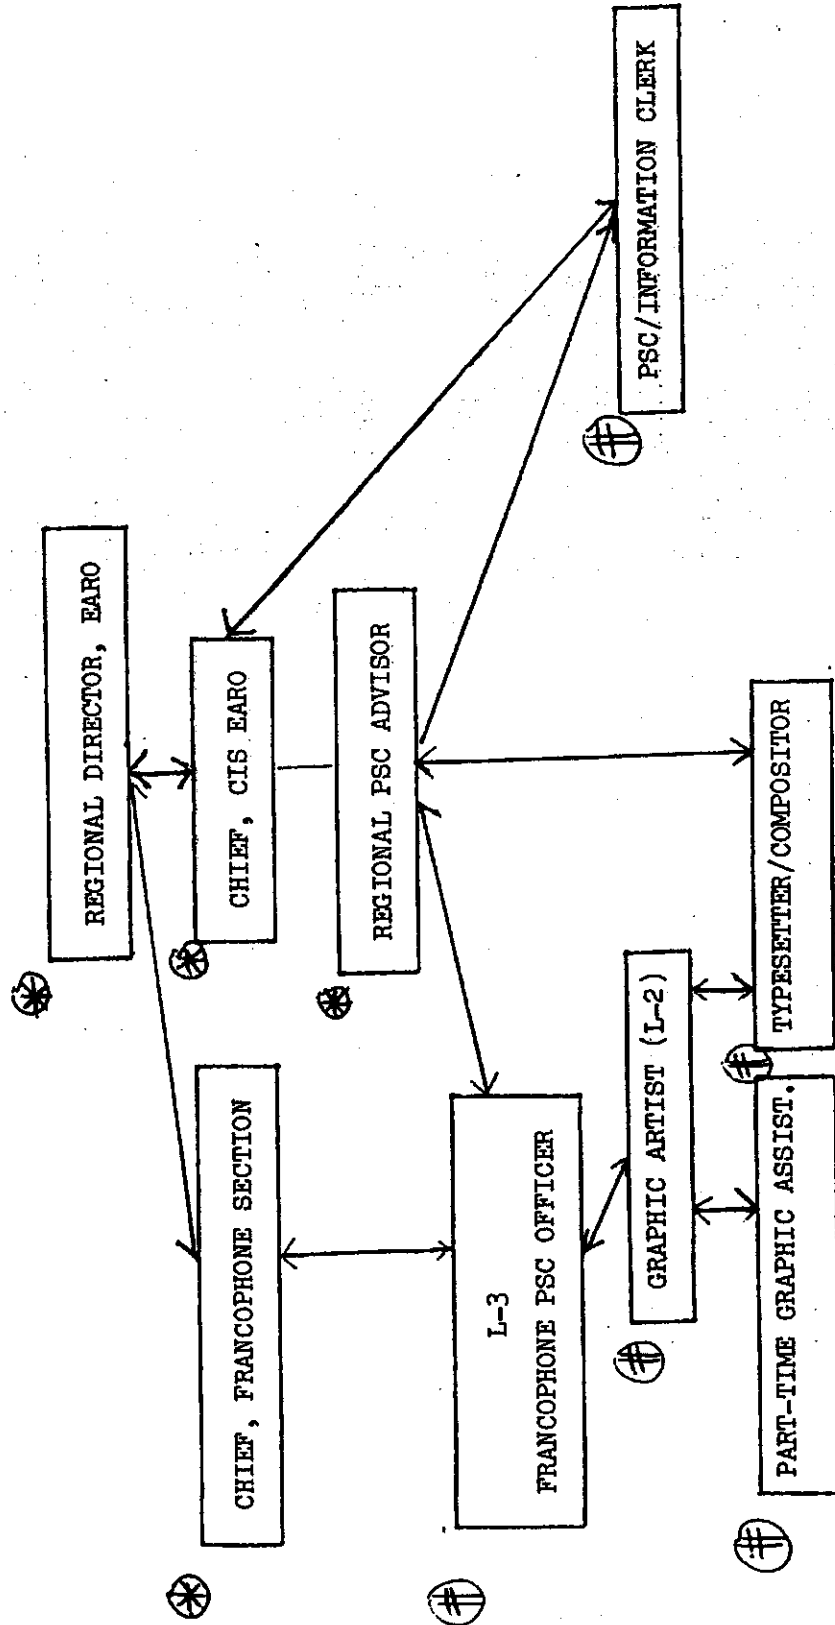 REGIONAL DIRECTOR, EARO
*
CHIEF, FRANCOPHONE SECTION
*
CHIEF, CIS EARO
*
REGIONAL PSC ADVISOR
*
L-3
FRANCOPHONE PSC OFFICER
#
GRAPHIC ARTIST (L-2)
#
PSC/INFORMATION CLERK
#
PART-TIME GRAPHIC ASSIST.
#
TYPESETTER/COMPOSITOR
#